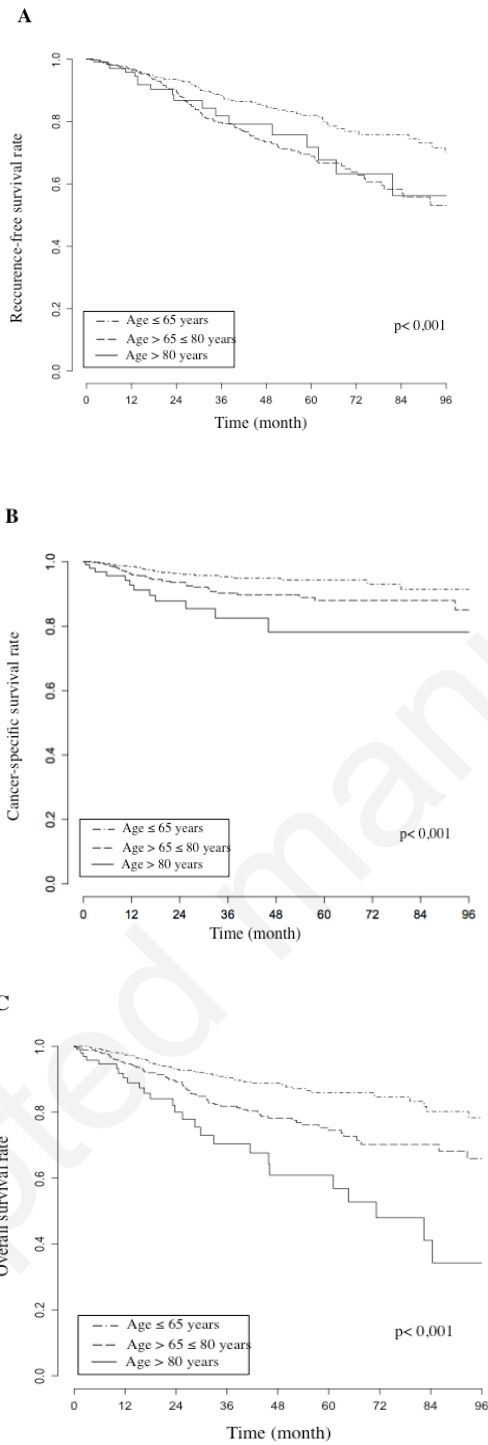 A
Reccurence-free survival rate
1.0
0.8
0.6
0.4
0.2
0.0
Age ≤ 65 years
Age > 65 ≤ 80 years
Age > 80 years
p< 0,001
0 12 24 36 48 60 72 84 96
Time (month)
B
Cancer-specific survival rate
1.0
0.8
0.6
0.4
0.2
0.0
Age ≤ 65 years
Age > 65 ≤ 80 years
Age > 80 years
p< 0,001
0 12 24 36 48 60 72 84 96
Time (month)
C
Overall survival rate
1.0
0.8
0.6
0.4
0.2
0.0
Age ≤ 65 years
Age > 65 ≤ 80 years
Age > 80 years
p< 0,001
0 12 24 36 48 60 72 84 96
Time (month)
pted man